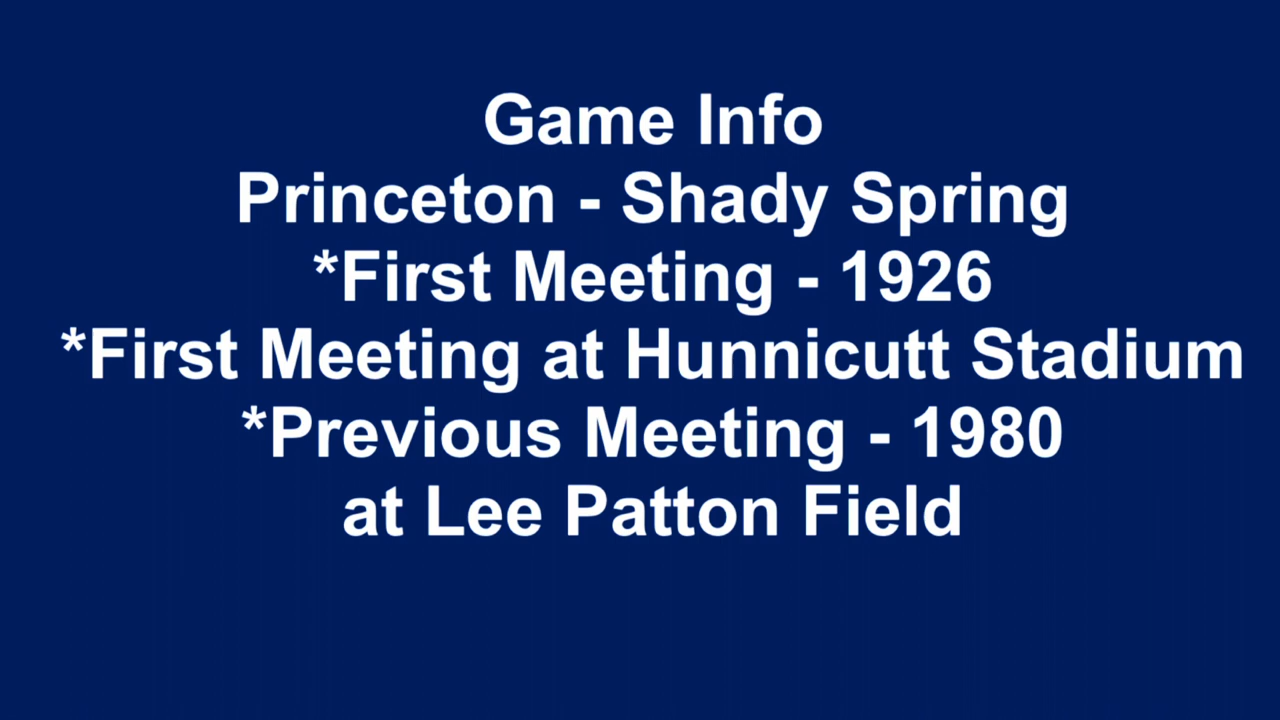 Game Info
Princeton - Shady Spring
*First Meeting - 1926
*First Meeting at Hunnicutt Stadium
*Previous Meeting - 1980
at Lee Patton Field